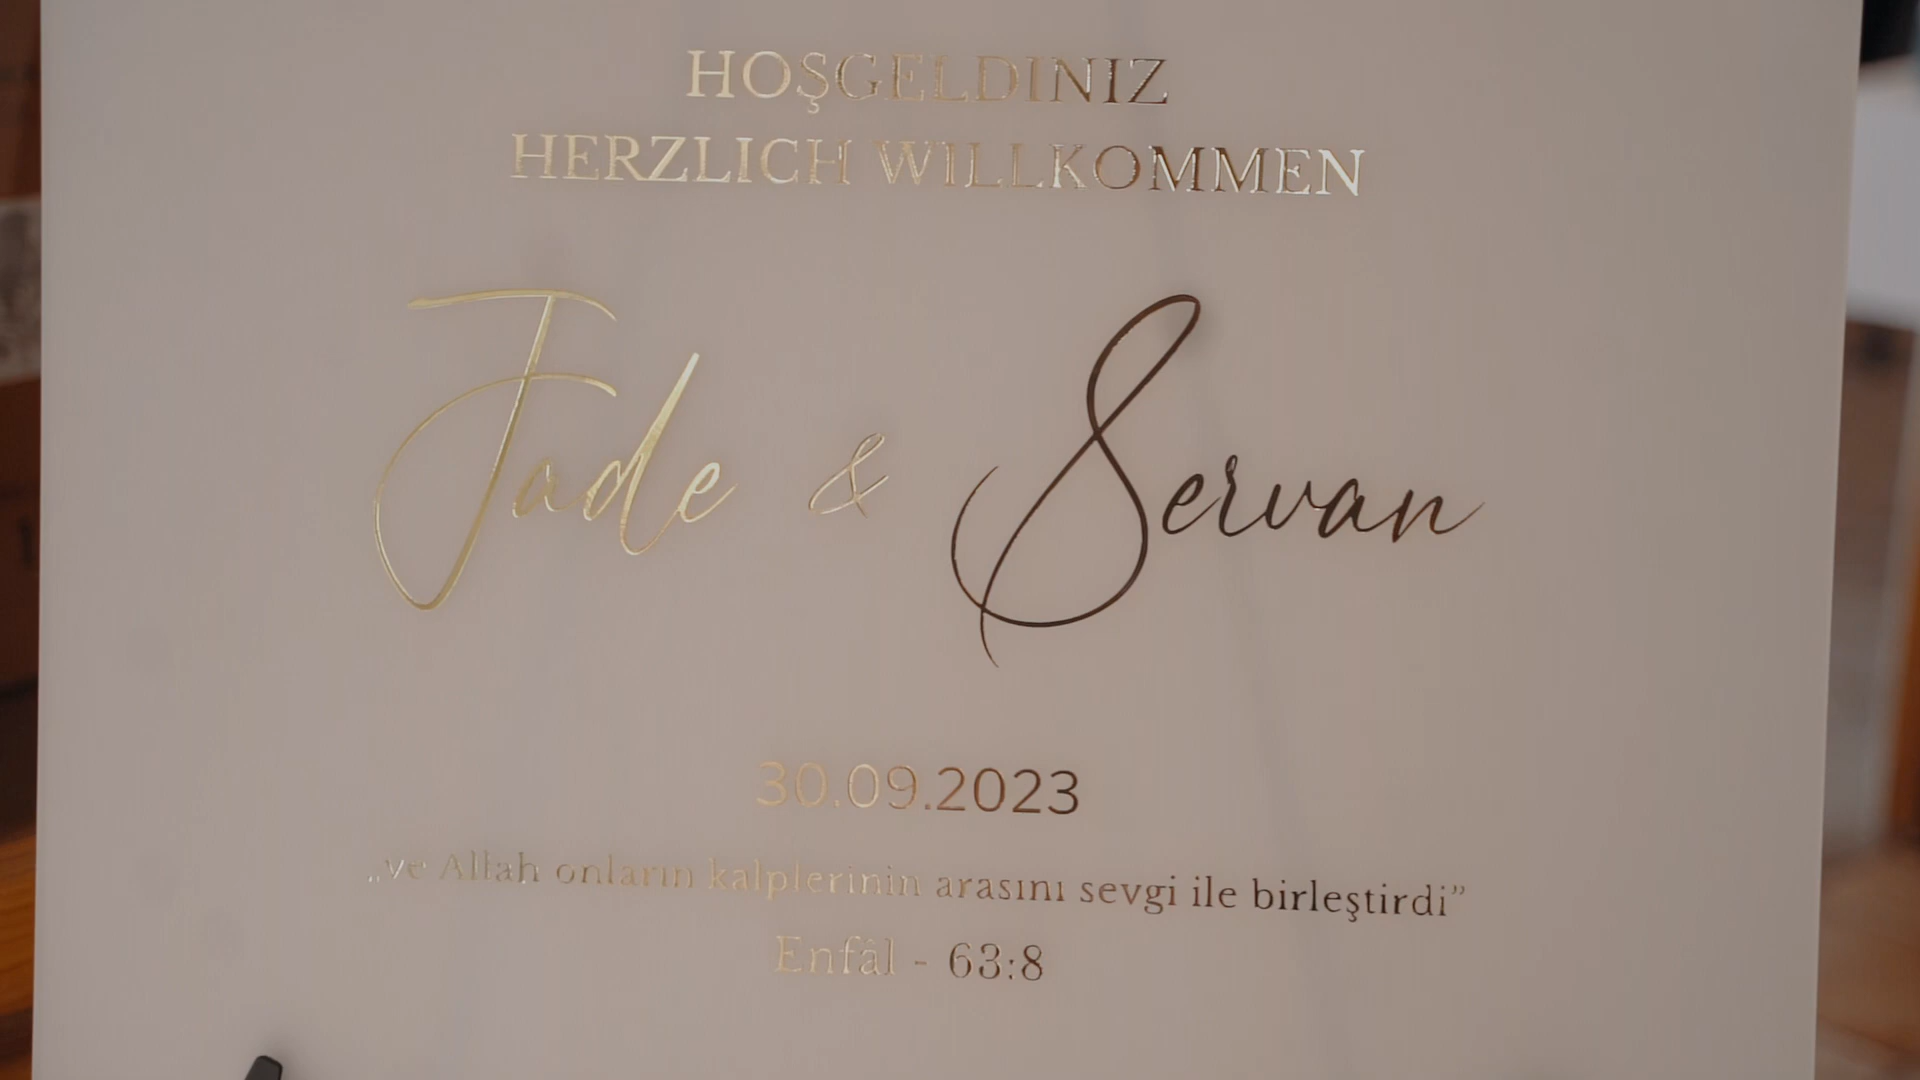 HOŞGELDINIZ
HERZLICH WILLKOMMEN
Jade & Servan
30.09.2023
„ve Allah onların kalplerinin arasını sevgi ile birleştirdi”
Enfâl - 63:8